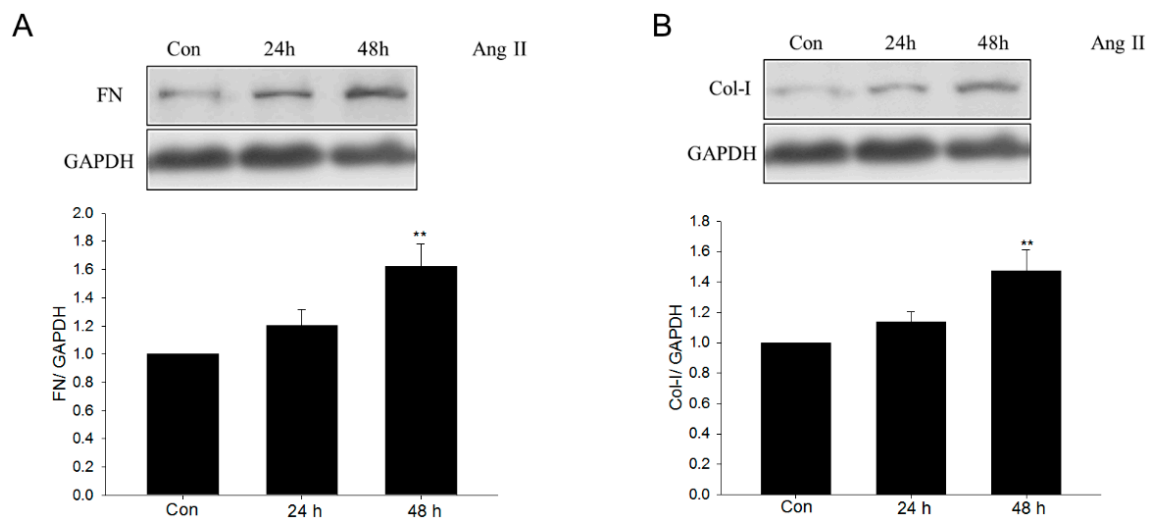 A
Con 24h 48h Ang II
FN
GAPDH
2.0
1.8
1.6
1.4
1.2
1.0
0.8
0.6
0.4
0.2
0.0
FN/ GAPDH
**
Con 24 h 48 h
B
Con 24h 48h Ang II
Col-I
GAPDH
1.8
1.6
1.4
1.2
1.0
0.8
0.6
0.4
0.2
0.0
Col-I/ GAPDH
**
Con 24 h 48 h